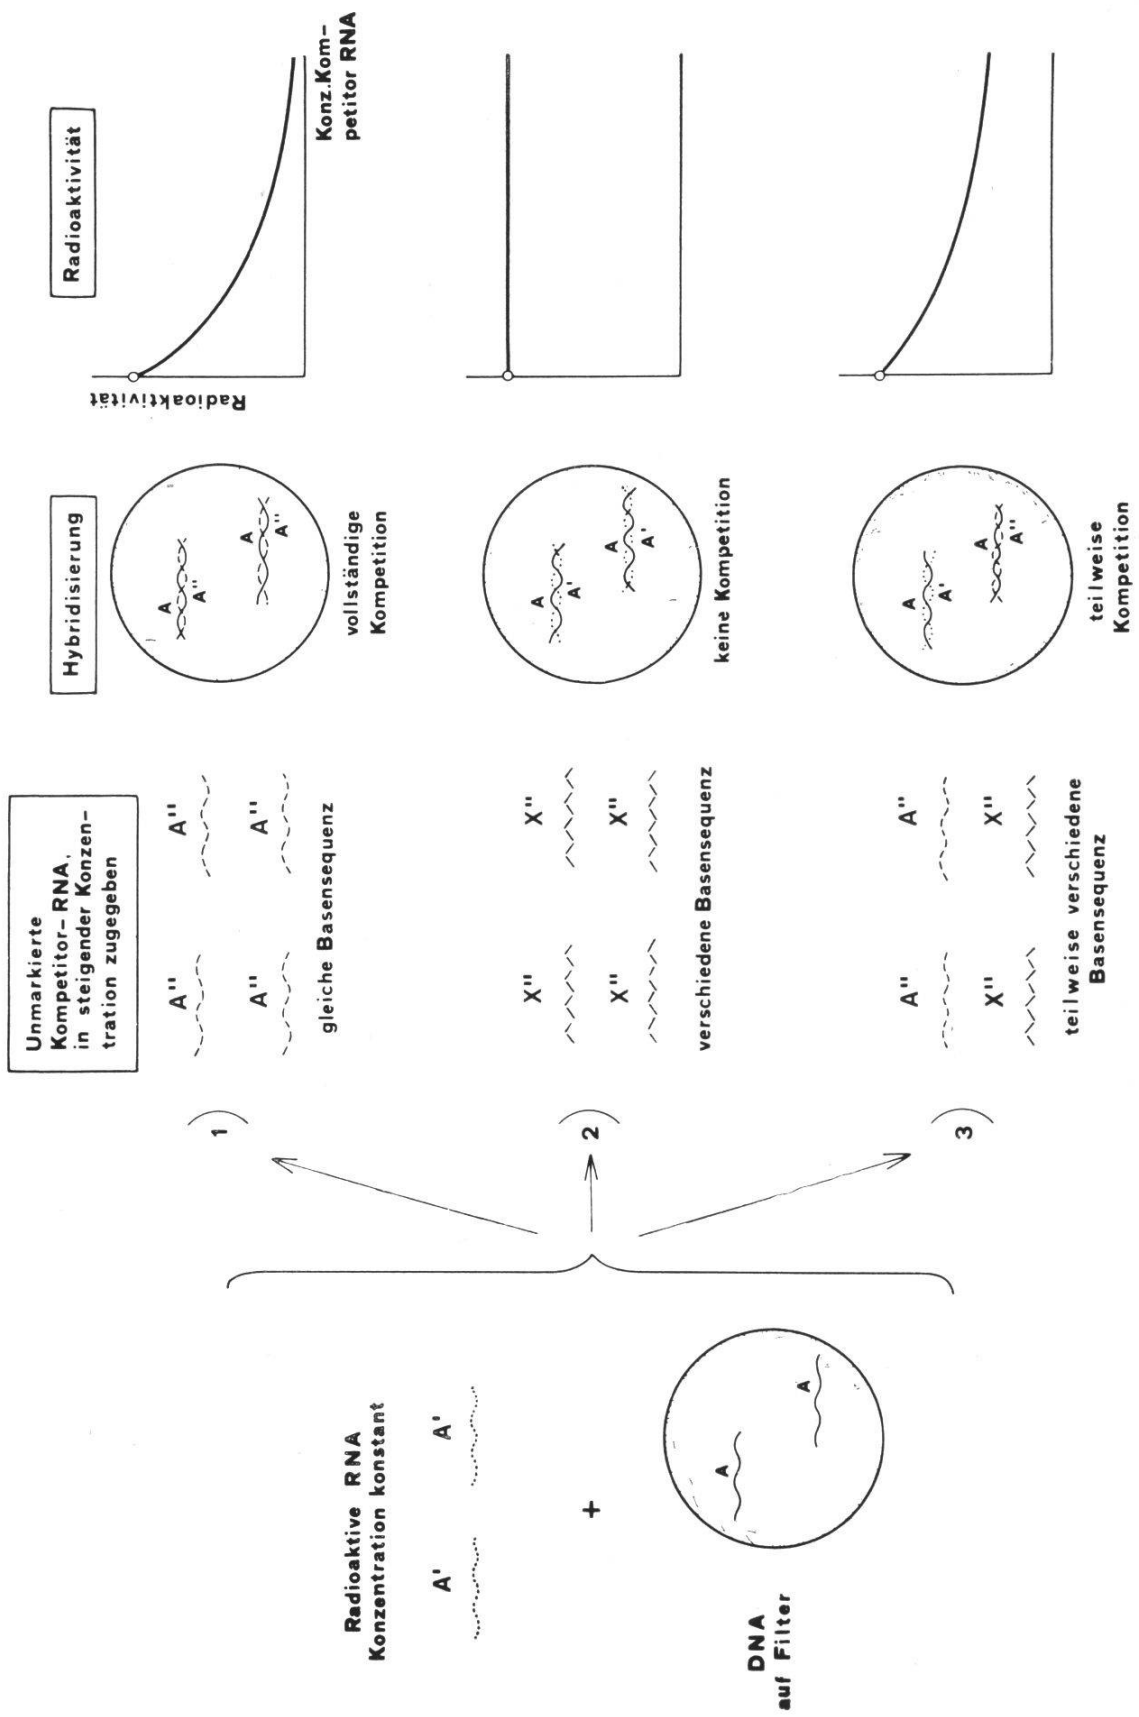 Radioaktive RNA
Konzentration konstant
A'
A'
+
DNA
auf Filter
A
A
Unmarkierte
Kompetitor-RNA,
in steigender Konzen-
tration zugegeben
Hybridisierung
Radioaktivität
1
A''
A''
A''
A''
gleiche Basensequenz
A
A''
A
A''
vollständige
Kompetition
Radioaktivität
Konz.Kom-
petitor RNA
2
X''
X''
X''
X''
verschiedene Basensequenz
A
A'
A
A'
keine Kompetition
3
A''
A''
X''
X''
teilweise verschiedene
Basensequenz
A
A'
A
A''
teilweise
Kompetition